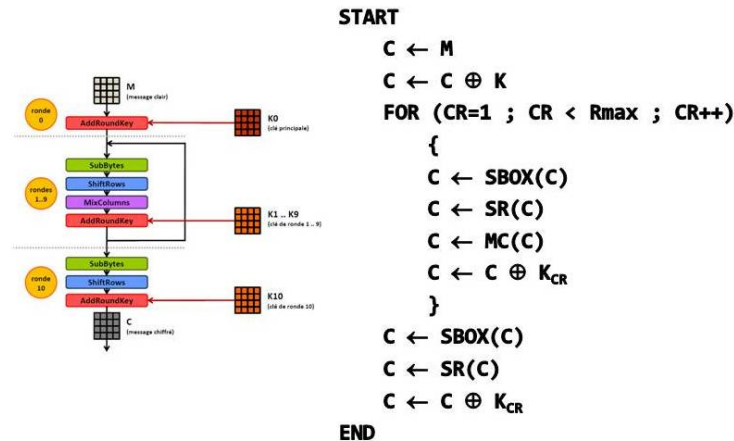 M
(message clair)
ronde
0
AddRoundKey
K0
(clé principale)
SubBytes
ShiftRows
MixColumns
AddRoundKey
rondes
1..9
K1 .. K9
(clé de ronde 1 .. 9)
SubBytes
ShiftRows
AddRoundKey
ronde
10
K10
(clé de ronde 10)
C
(message chiffré)
START
C ← M
C ← C ⊕ K
FOR (CR=1 ; CR < Rmax ; CR++)
{
C ← SBOX(C)
C ← SR(C)
C ← MC(C)
C ← C ⊕ K_CR
}
C ← SBOX(C)
C ← SR(C)
C ← C ⊕ K_CR
END